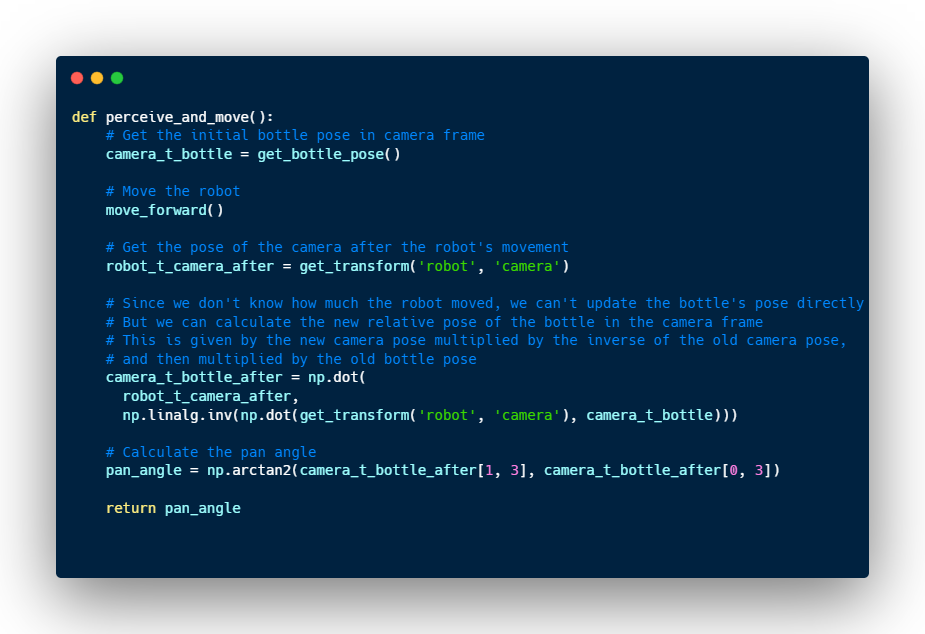 def perceive_and_move():
    # Get the initial bottle pose in camera frame
    camera_t_bottle = get_bottle_pose()

    # Move the robot
    move_forward()

    # Get the pose of the camera after the robot's movement
    robot_t_camera_after = get_transform('robot', 'camera')

    # Since we don't know how much the robot moved, we can't update the bottle's pose directly
    # But we can calculate the new relative pose of the bottle in the camera frame
    # This is given by the new camera pose multiplied by the inverse of the old camera pose,
    # and then multiplied by the old bottle pose
    camera_t_bottle_after = np.dot(
      robot_t_camera_after,
      np.linalg.inv(np.dot(get_transform('robot', 'camera'), camera_t_bottle)))

    # Calculate the pan angle
    pan_angle = np.arctan2(camera_t_bottle_after[1, 3], camera_t_bottle_after[0, 3])

    return pan_angle